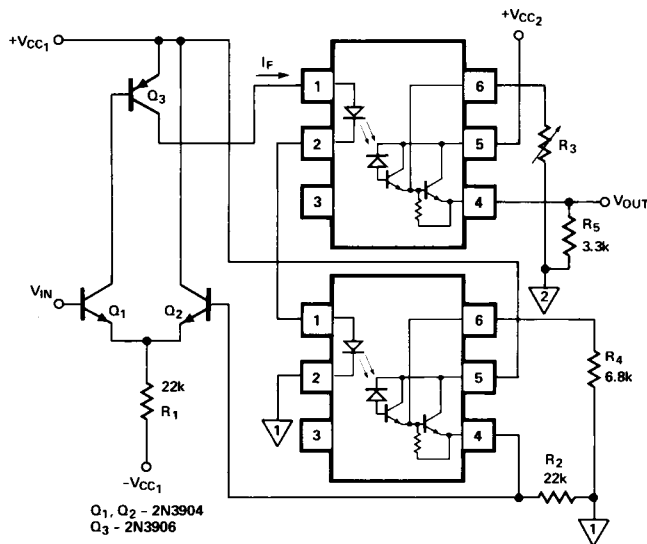 +VCC1
Q3
IF
1
2
3
6
5
4
+VCC2
R3
VOUT
R5
3.3k
2
VIN
Q1
Q2
22k
R1
-VCC1
1
2
3
6
5
4
1
R4
6.8k
R2
22k
1
Q1, Q2 – 2N3904
Q3 – 2N3906